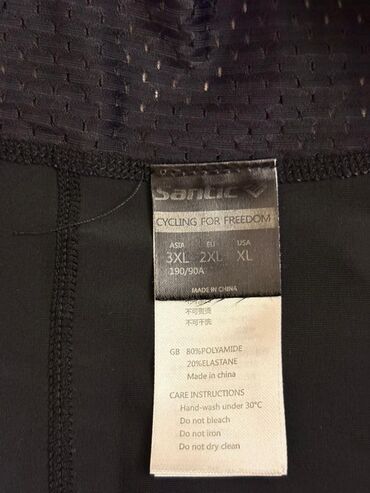 Santic
CYCLING FOR FREEDOM
ASIA EU USA
3XL 2XL XL
190/90A
MADE IN CHINA
不可熨烫
不可干洗
GB 80%POLYAMIDE
20%ELASTANE
Made in china
CARE INSTRUCTIONS
Hand-wash under 30°C
Do not bleach
Do not iron
Do not dry clean